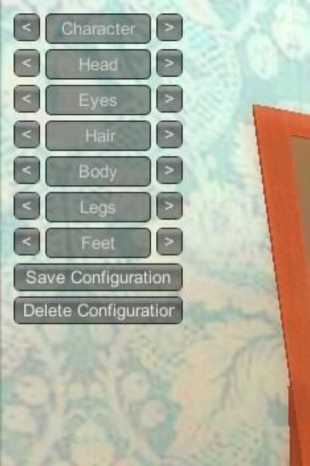 < Character >
< Head >
< Eyes >
< Hair >
< Body >
< Legs >
< Feet >
Save Configuration
Delete Configuratior